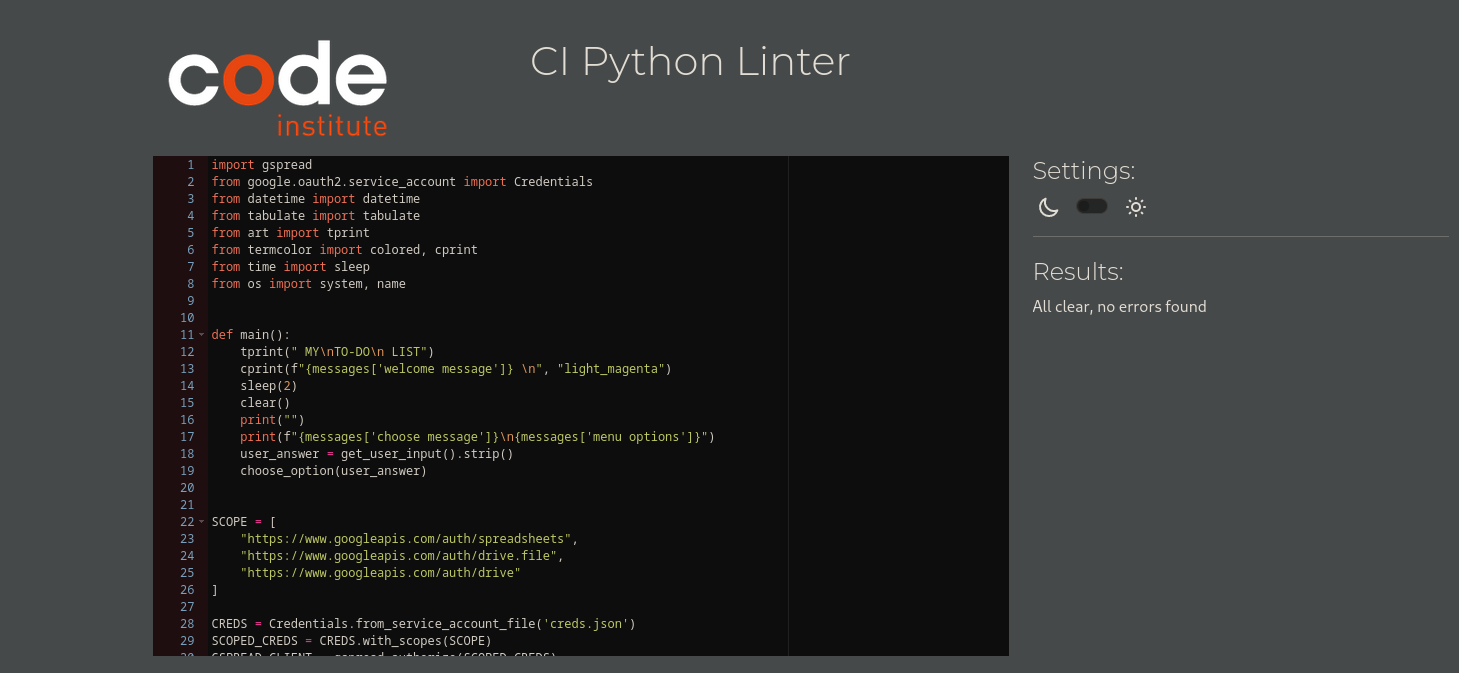 code
institute
CI Python Linter
1 import gspread
2 from google.oauth2.service_account import Credentials
3 from datetime import datetime
4 from tabulate import tabulate
5 from art import tprint
6 from termcolor import colored, cprint
7 from time import sleep
8 from os import system, name
9
10
11 def main():
12     tprint(" MY\nTO-DO\n LIST")
13     cprint(f"{messages['welcome message']} \n", "light_magenta")
14     sleep(2)
15     clear()
16     print("")
17     print(f"{messages['choose message']}\n{messages['menu options']}")
18     user_answer = get_user_input().strip()
19     choose_option(user_answer)
20
21
22 SCOPE = [
23     "https://www.googleapis.com/auth/spreadsheets",
24     "https://www.googleapis.com/auth/drive.file",
25     "https://www.googleapis.com/auth/drive"
26 ]
27
28 CREDS = Credentials.from_service_account_file('creds.json')
29 SCOPED_CREDS = CREDS.with_scopes(SCOPE)
Settings:
Results:
All clear, no errors found